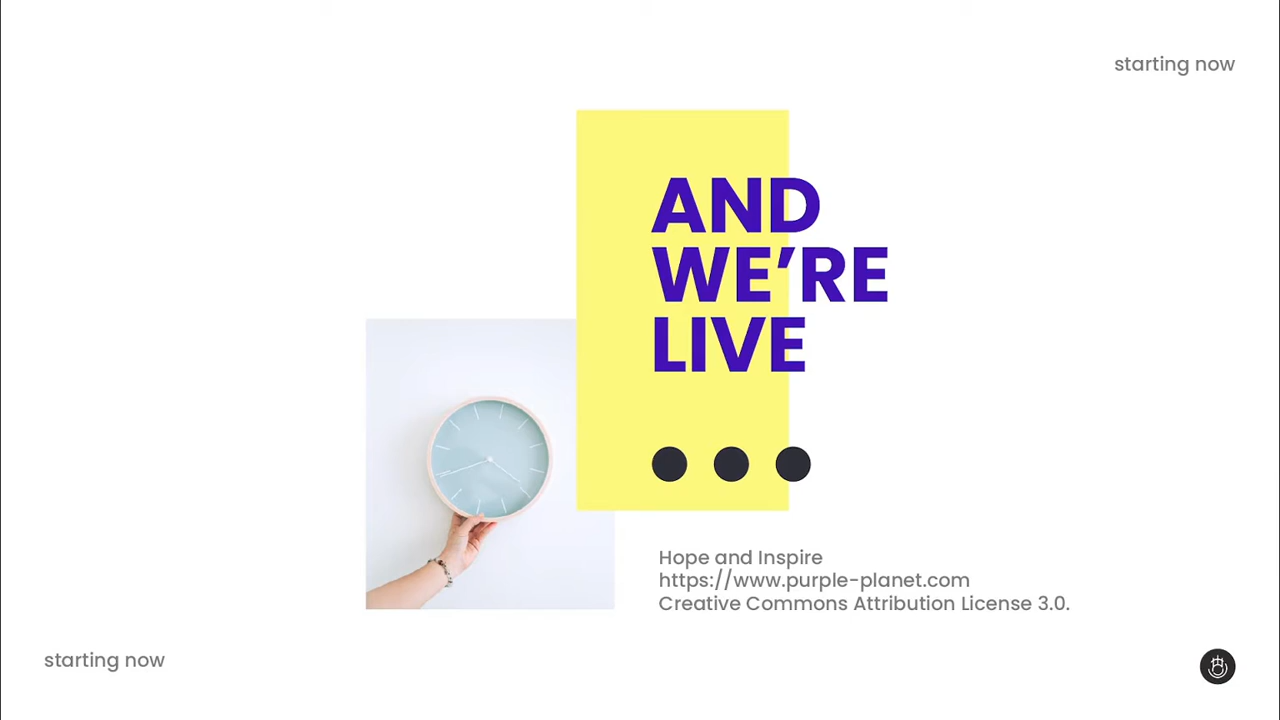 starting now
AND
WE’RE
LIVE
Hope and Inspire
https://www.purple-planet.com
Creative Commons Attribution License 3.0.
starting now